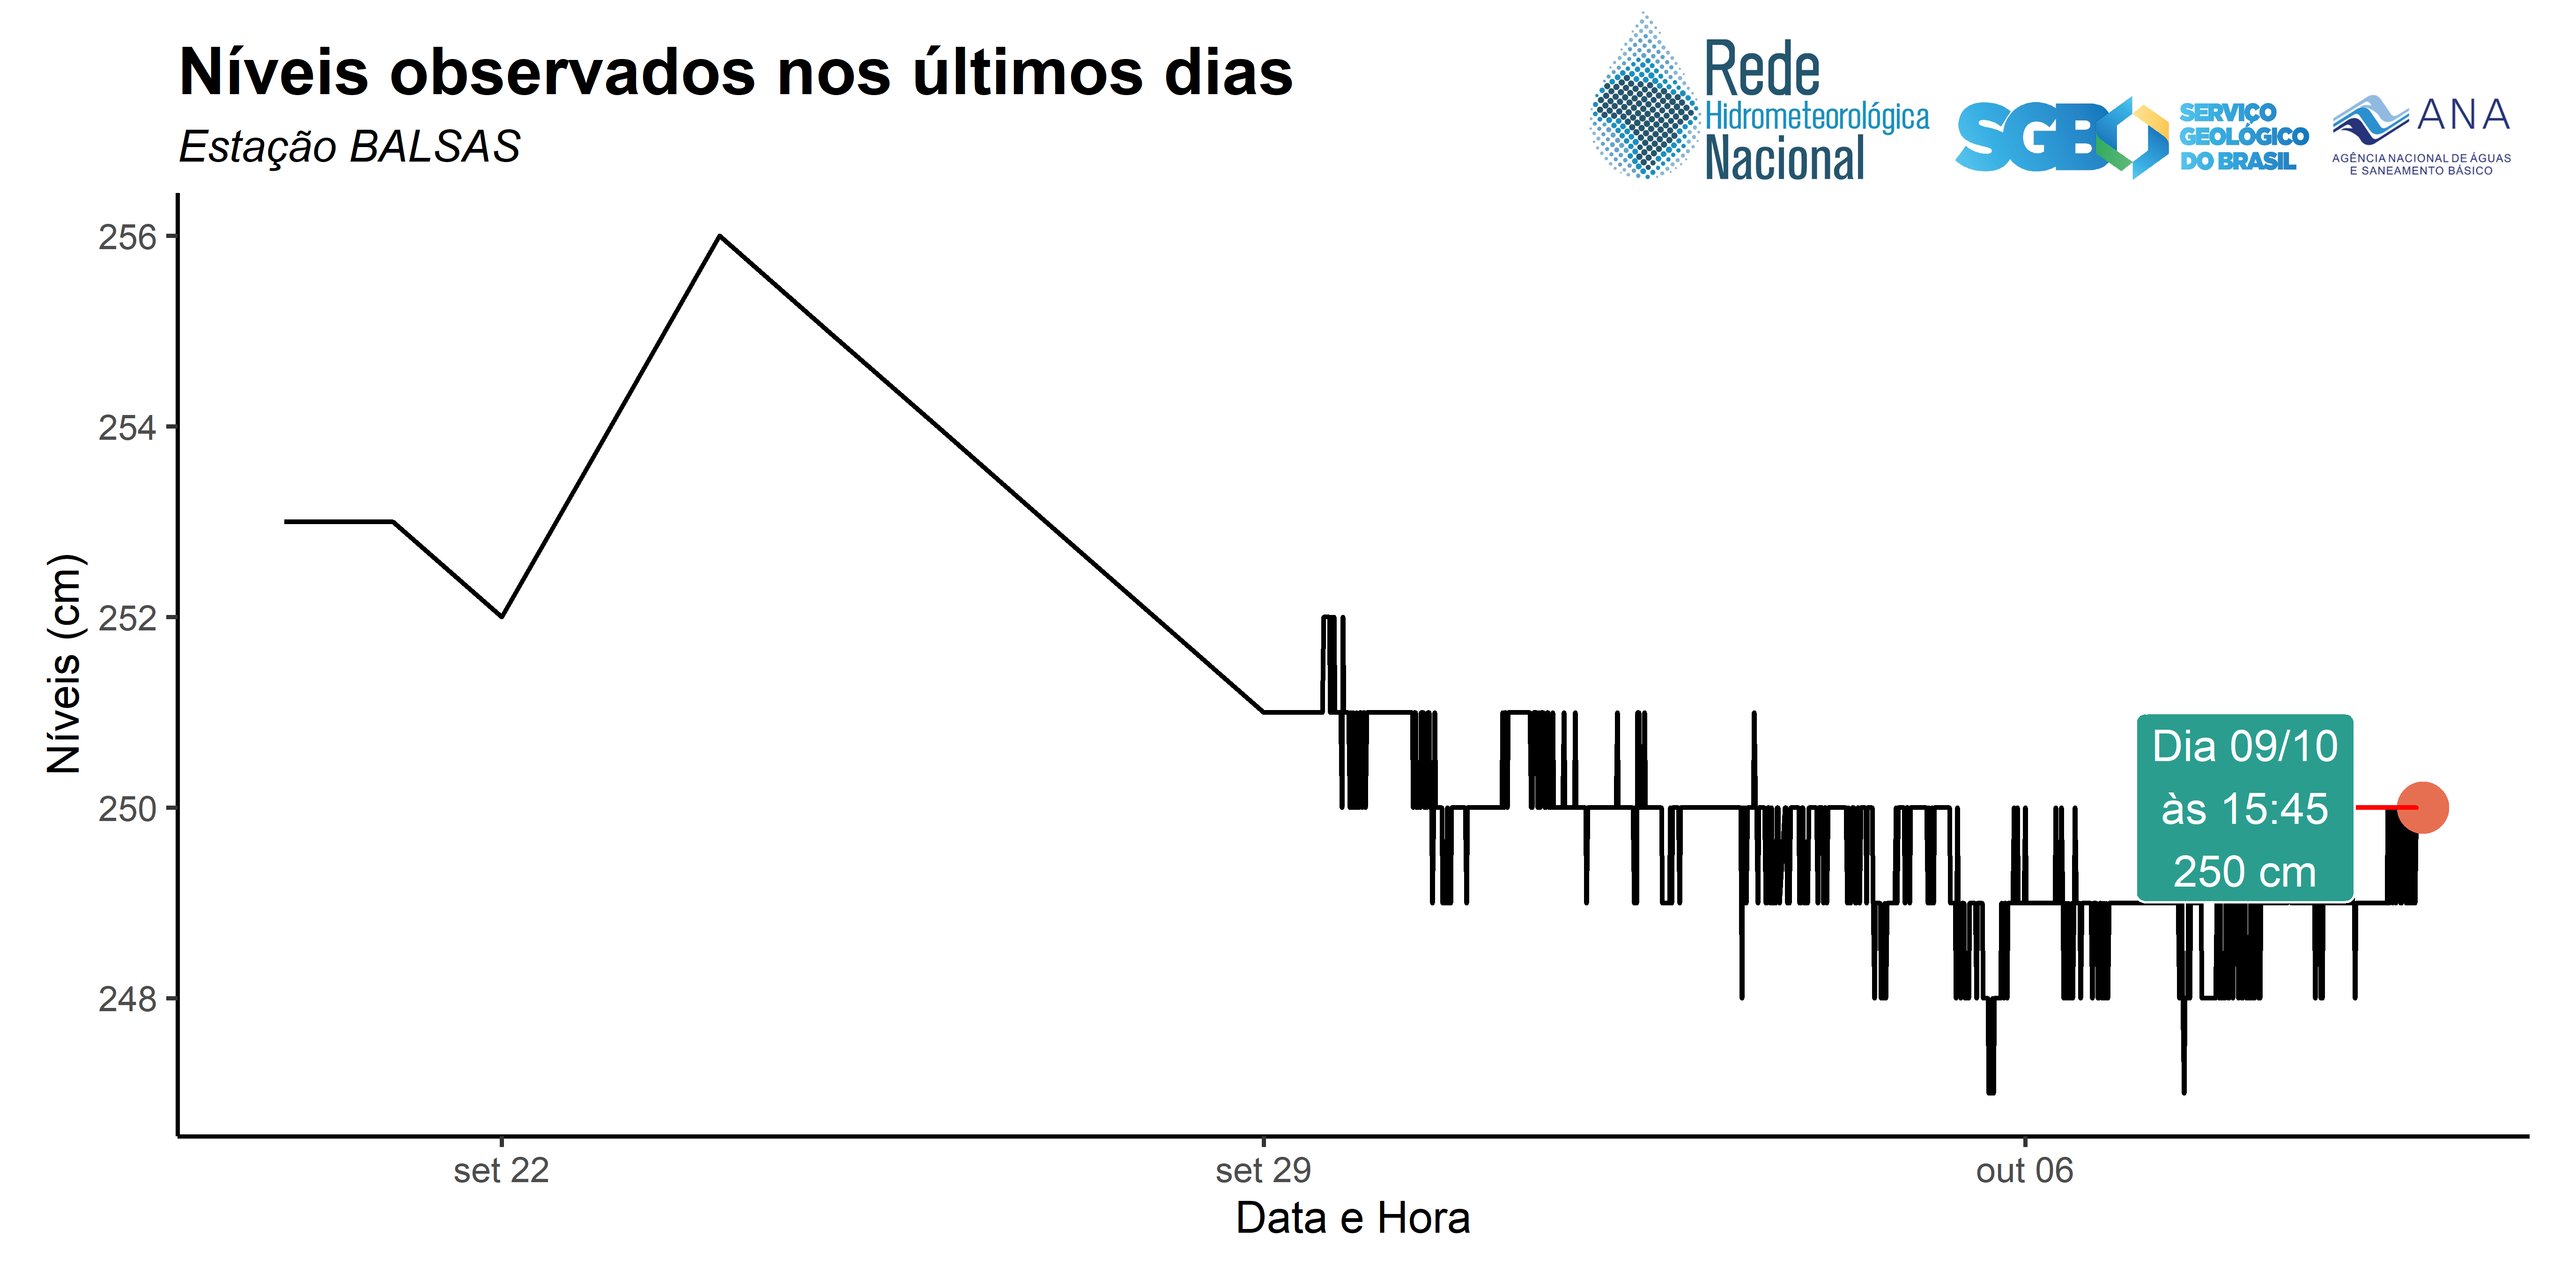 Níveis observados nos últimos dias
Estação BALSAS
Rede
Hidrometeorológica
Nacional
SGB
SERVIÇO
GEOLÓGICO
DO BRASIL
ANA
AGÊNCIA NACIONAL DE ÁGUAS
E SANEAMENTO BÁSICO
Níveis (cm)
256
254
252
250
248
Dia 09/10
às 15:45
250 cm
set 22
set 29
out 06
Data e Hora